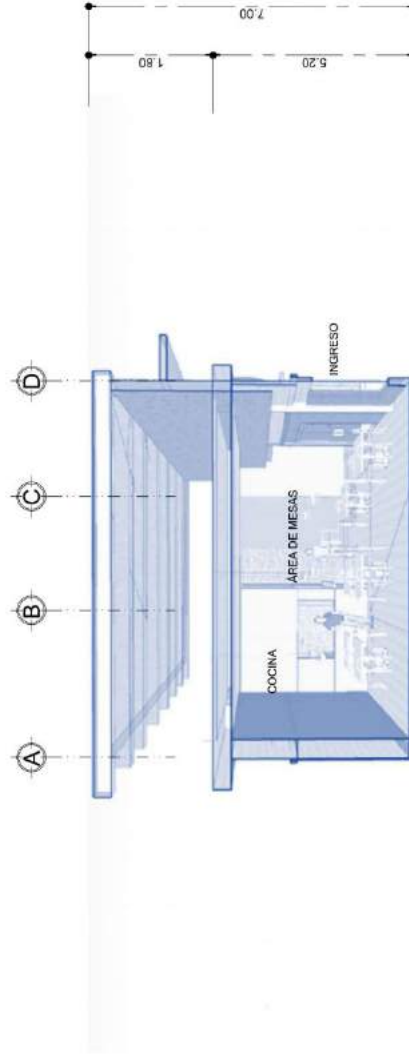 A
B
C
D
1.80
7.00
COCINA
ÁREA DE MESAS
5.20
INGRESO